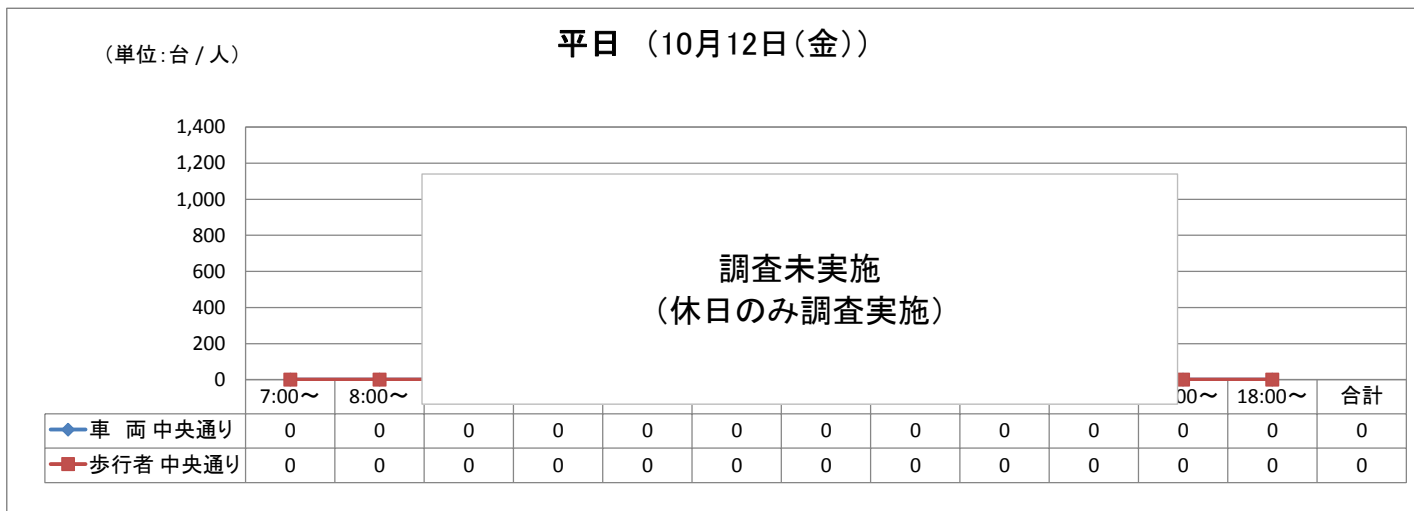 平日 （10月12日（金））
（単位：台 / 人）
1,400
1,200
1,000
800
600
400
200
0
調査未実施
（休日のみ調査実施）
7:00～ 8:00～ 00～ 18:00～ 合計
車 両 中央通り 0 0 0 0 0 0 0 0 0 0 0 0 0
歩行者 中央通り 0 0 0 0 0 0 0 0 0 0 0 0 0